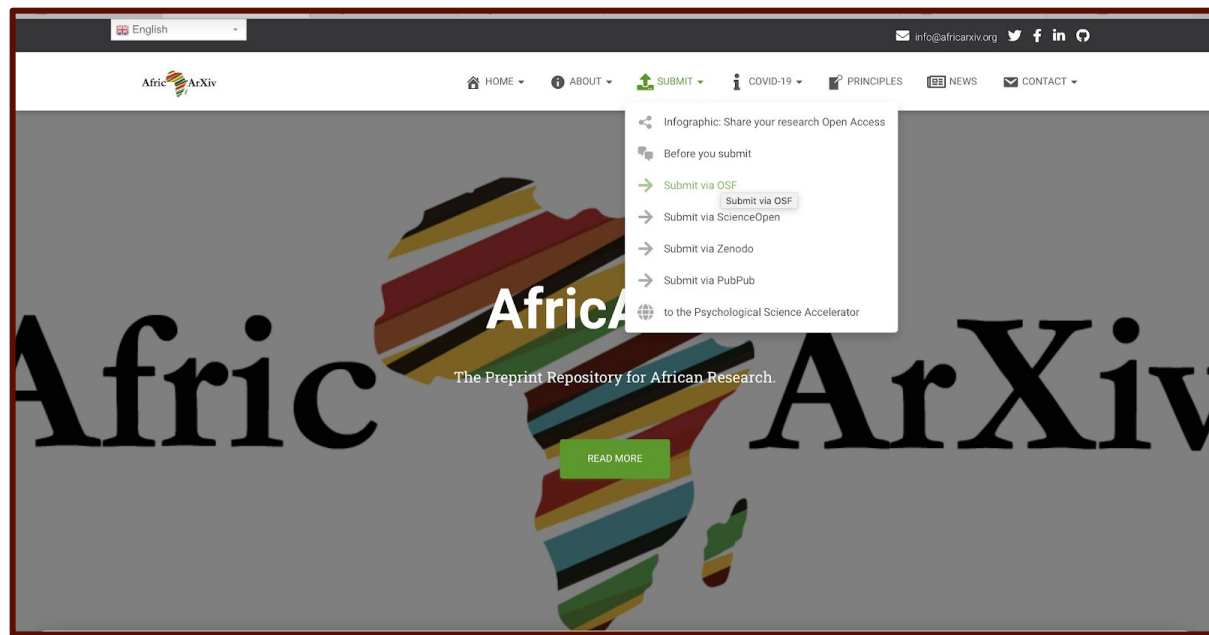 English
info@africarxiv.org
Afric ArXiv
HOME
ABOUT
SUBMIT
COVID-19
PRINCIPLES
NEWS
CONTACT
Infographic: Share your research Open Access
Before you submit
Submit via OSF
Submit via OSF
Submit via ScienceOpen
Submit via Zenodo
Submit via PubPub
to the Psychological Science Accelerator
AfricA
Afric ArXiv
The Preprint Repository for African Research.
READ MORE